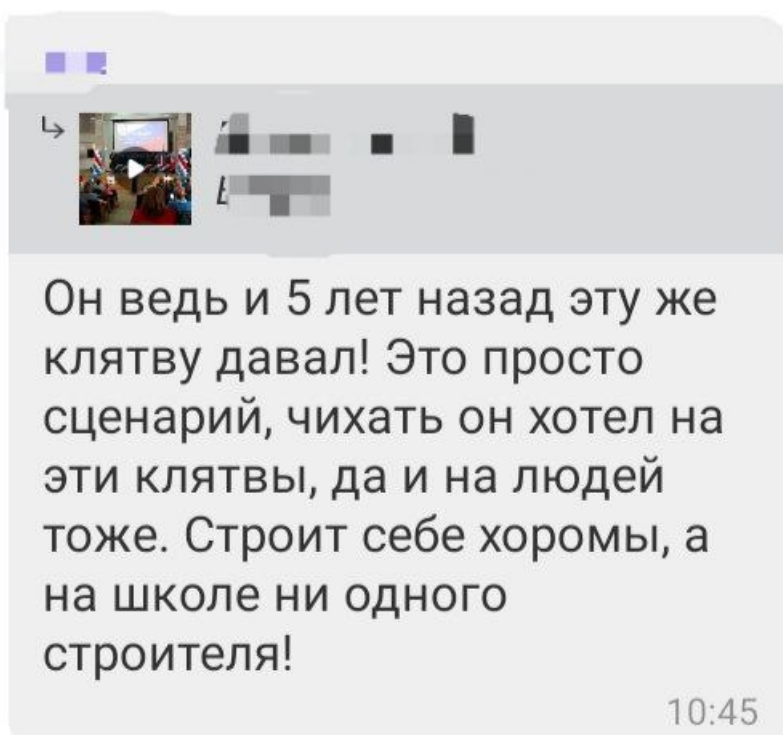 Он ведь и 5 лет назад эту же
клятву давал! Это просто
сценарий, чихать он хотел на
эти клятвы, да и на людей
тоже. Строит себе хоромы, а
на школе ни одного
строителя!
10:45